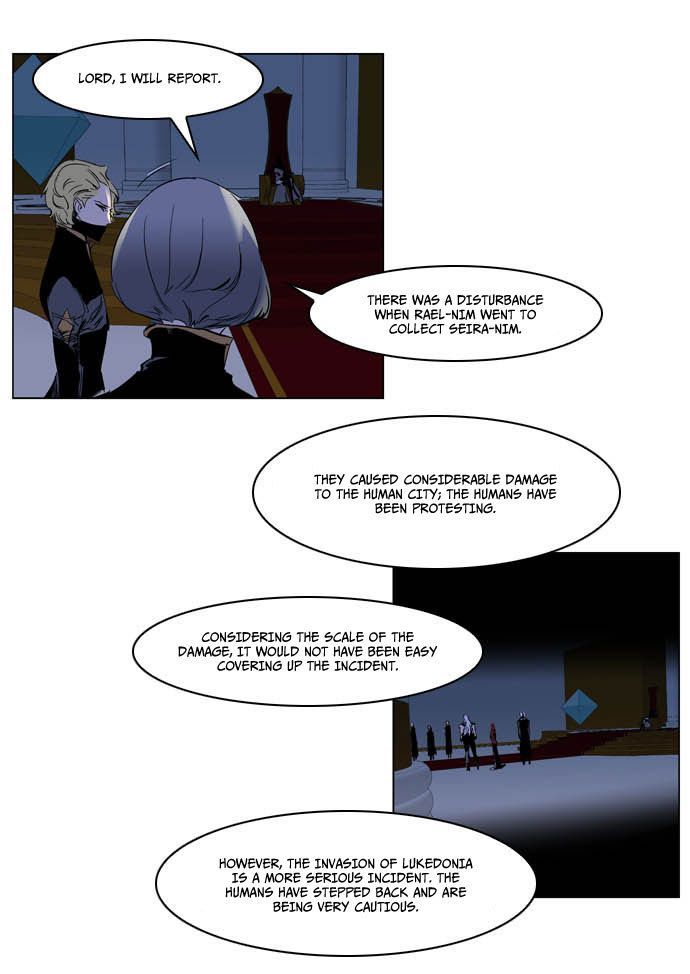 LORD, I WILL REPORT.
THERE WAS A DISTURBANCE
WHEN RAEL-NIM WENT TO
COLLECT SEIRA-NIM.
THEY CAUSED CONSIDERABLE DAMAGE
TO THE HUMAN CITY; THE HUMANS HAVE
BEEN PROTESTING.
CONSIDERING THE SCALE OF THE
DAMAGE, IT WOULD NOT HAVE BEEN EASY
COVERING UP THE INCIDENT.
HOWEVER, THE INVASION OF LUKEDONIA
IS A MORE SERIOUS INCIDENT. THE
HUMANS HAVE STEPPED BACK AND ARE
BEING VERY CAUTIOUS.